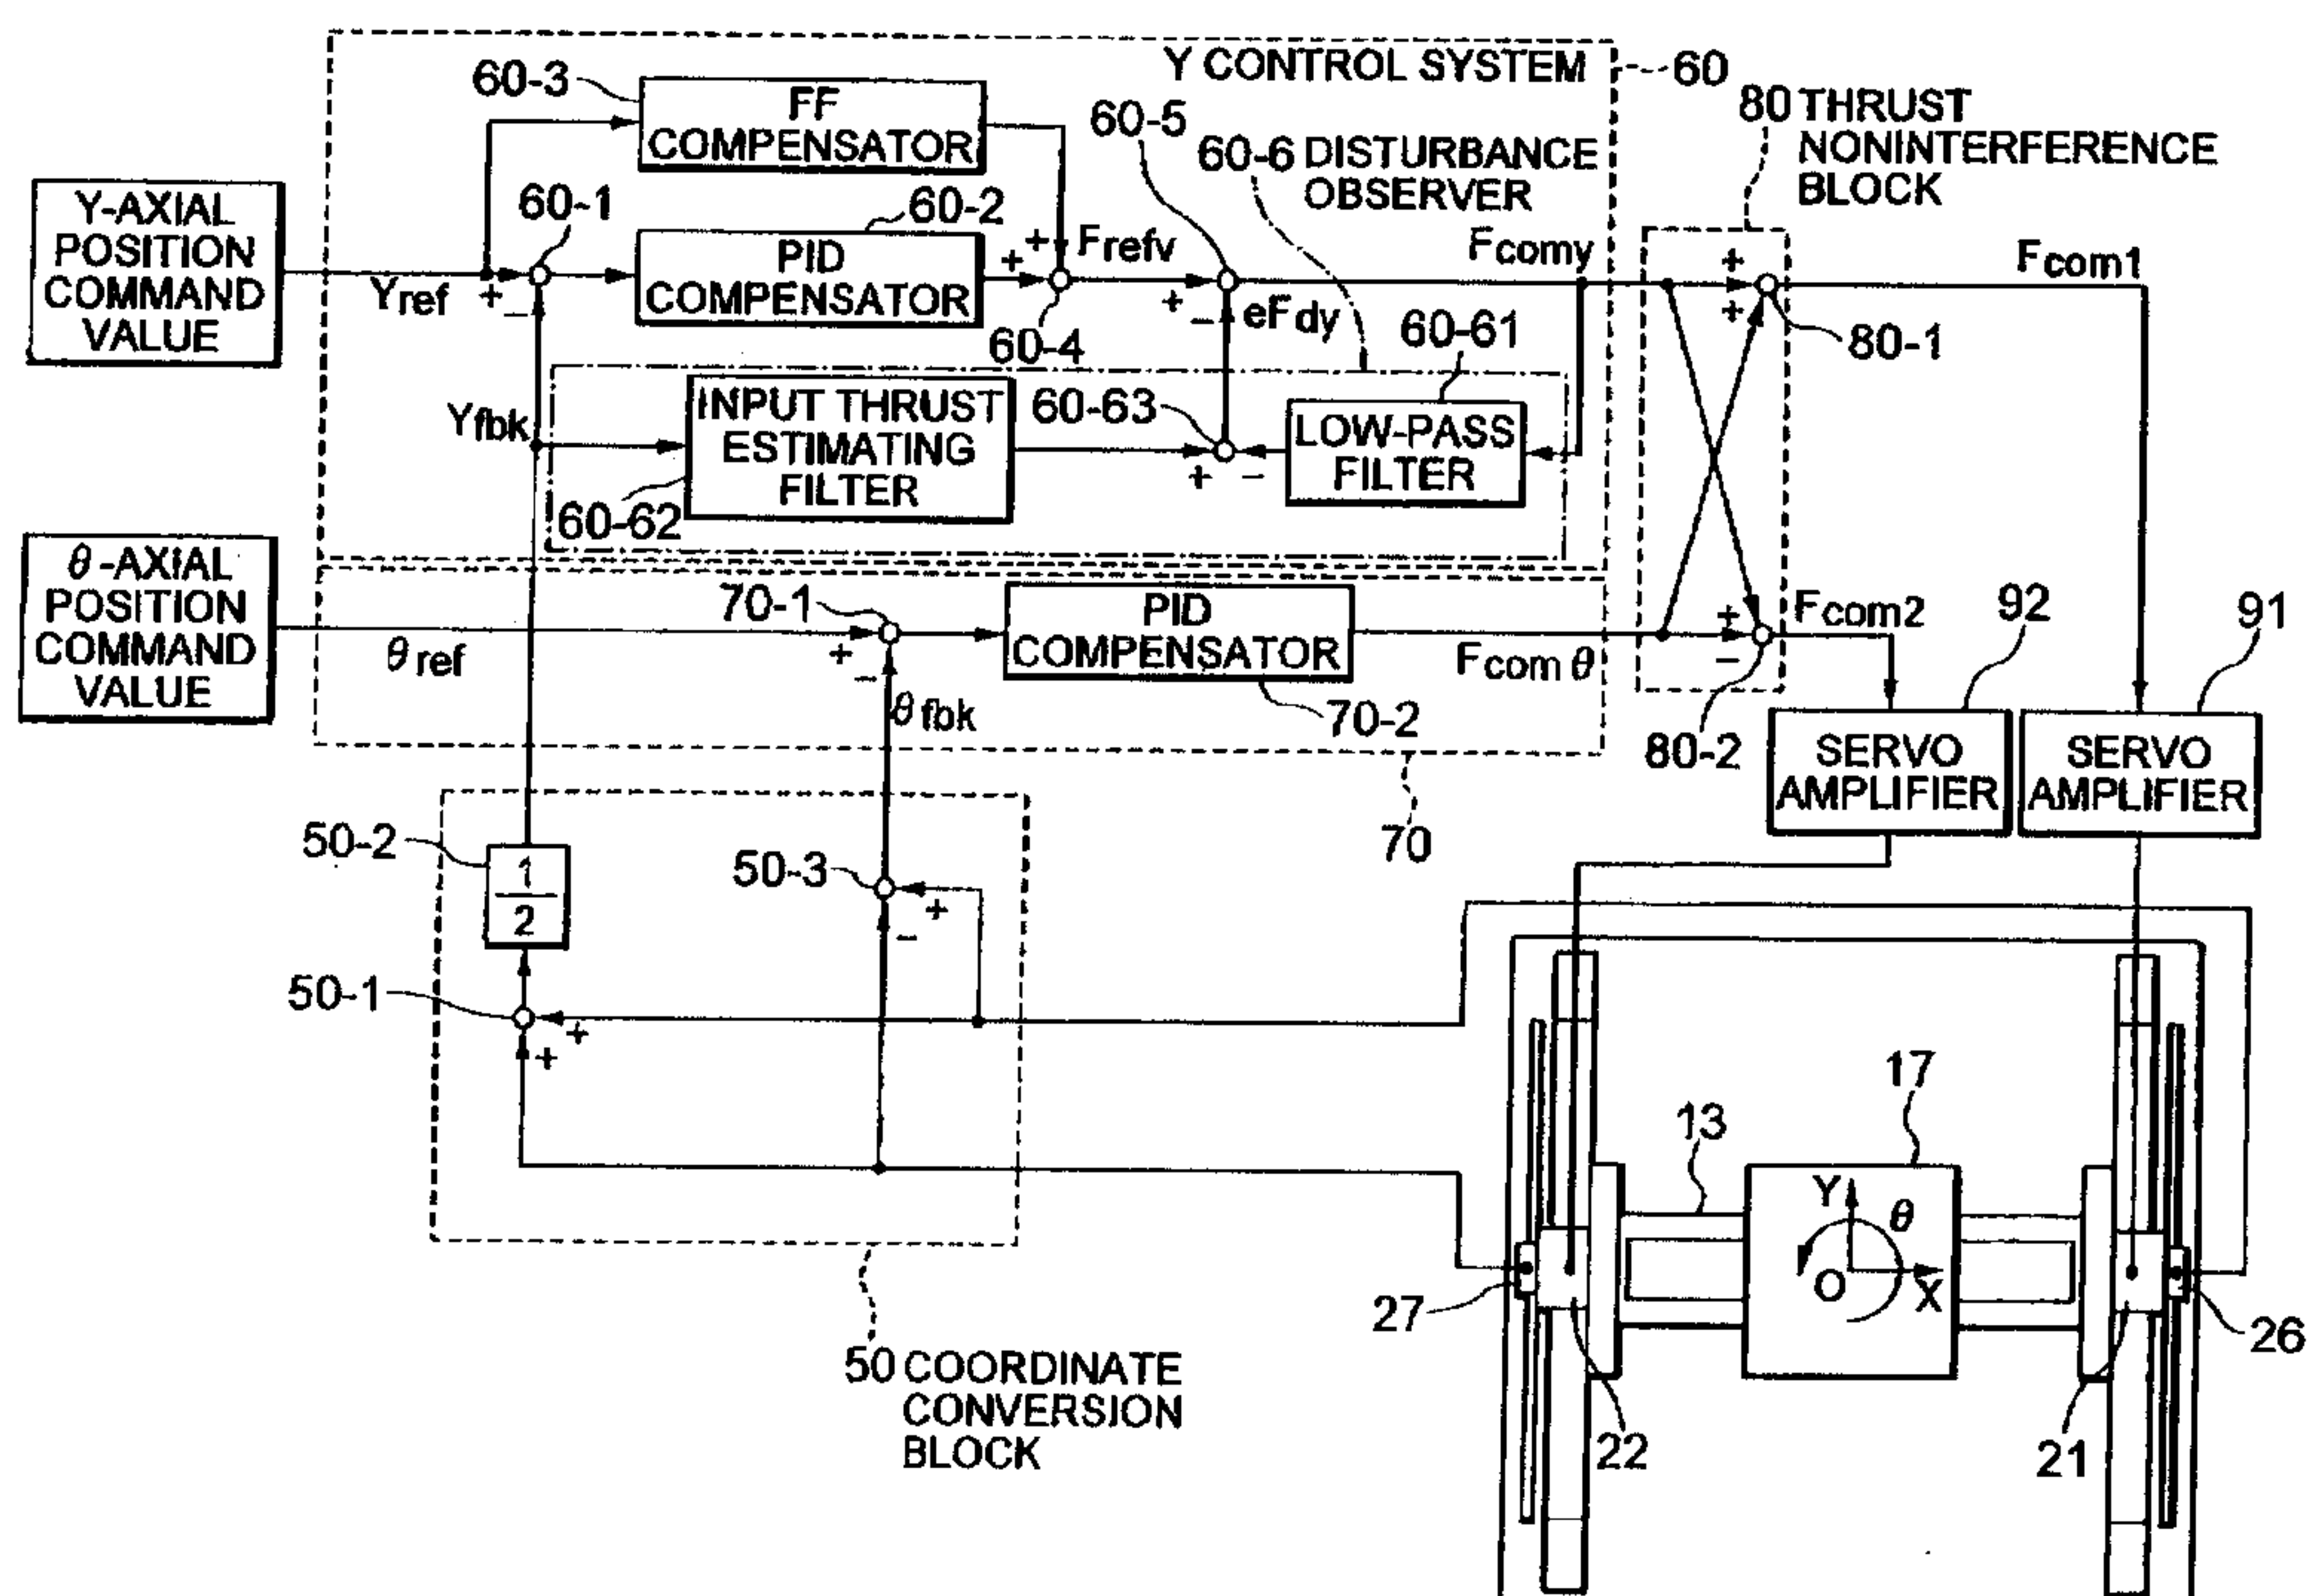 Y CONTROL SYSTEM
60
60-3
FF
COMPENSATOR
60-5
80 THRUST
NONINTERFERENCE
BLOCK
60-6 DISTURBANCE
OBSERVER
Y-AXIAL
POSITION
COMMAND
VALUE
60-1
60-2
PID
COMPENSATOR
Yref
+
−
+
+
Frefv
60-4
+
−
eFdy
Fcomy
+
+
80-1
Fcom1
60-61
Yfbk
INPUT THRUST
ESTIMATING
FILTER
60-63
LOW-PASS
FILTER
+
−
60-62
θ-AXIAL
POSITION
COMMAND
VALUE
θref
70-1
+
−
θfbk
PID
COMPENSATOR
Fcomθ
70-2
+
−
Fcom2
92
91
80-2
SERVO
AMPLIFIER
SERVO
AMPLIFIER
70
50-2
1
2
50-3
+
−
50-1
+
+
50 COORDINATE
CONVERSION
BLOCK
17
13
Y
θ
O
X
27
26
22
21